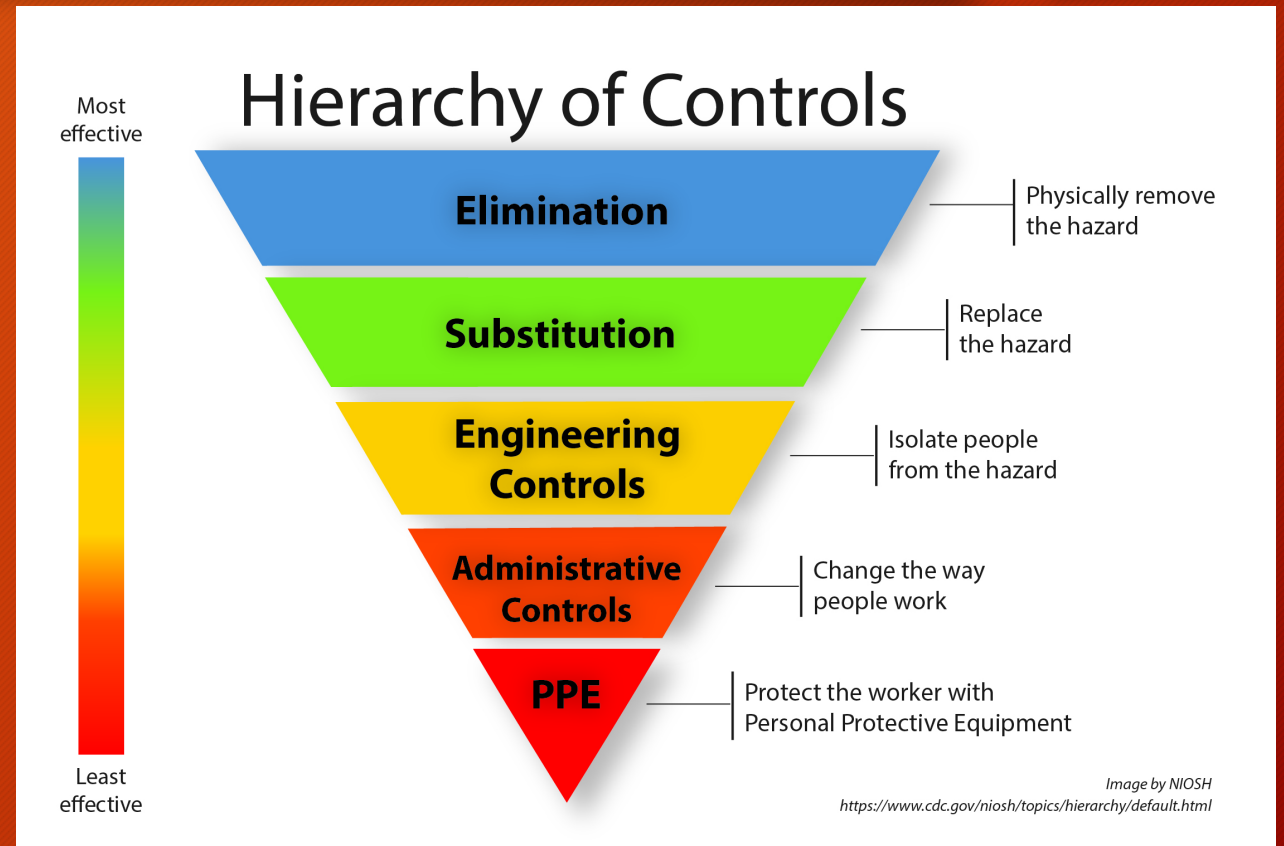 Hierarchy of Controls
Most
effective
Elimination
Physically remove
the hazard
Substitution
Replace
the hazard
Engineering
Controls
Isolate people
from the hazard
Administrative
Controls
Change the way
people work
PPE
Protect the worker with
Personal Protective Equipment
Least
effective
Image by NIOSH
https://www.cdc.gov/niosh/topics/hierarchy/default.html